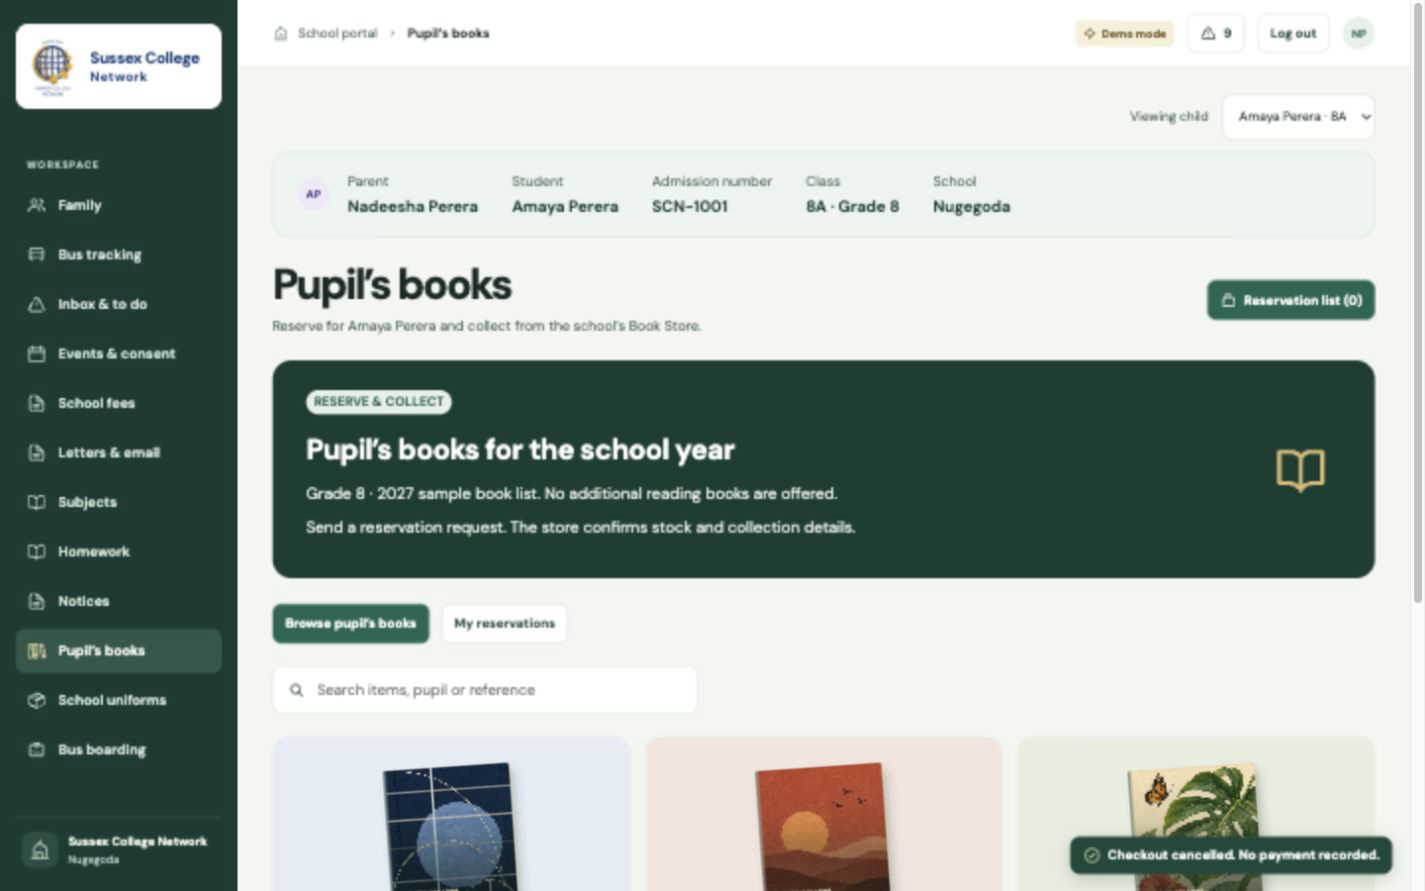 Sussex College
Network
WORKSPACE
Family
Bus tracking
Inbox & to do
Events & consent
School fees
Letters & email
Subjects
Homework
Notices
Pupil's books
School uniforms
Bus boarding
Sussex College Network
Nugegoda
School portal > Pupil's books
Demo mode
9
Log out
NP
Viewing child
Amaya Perera · 8A
AP
Parent
Nadeesha Perera
Student
Amaya Perera
Admission number
SCN-1001
Class
8A · Grade 8
School
Nugegoda
Pupil's books
Reserve for Amaya Perera and collect from the school's Book Store.
Reservation list (0)
RESERVE & COLLECT
Pupil's books for the school year
Grade 8 · 2027 sample book list. No additional reading books are offered.
Send a reservation request. The store confirms stock and collection details.
Browse pupil's books
My reservations
Search items, pupil or reference
Checkout cancelled. No payment recorded.